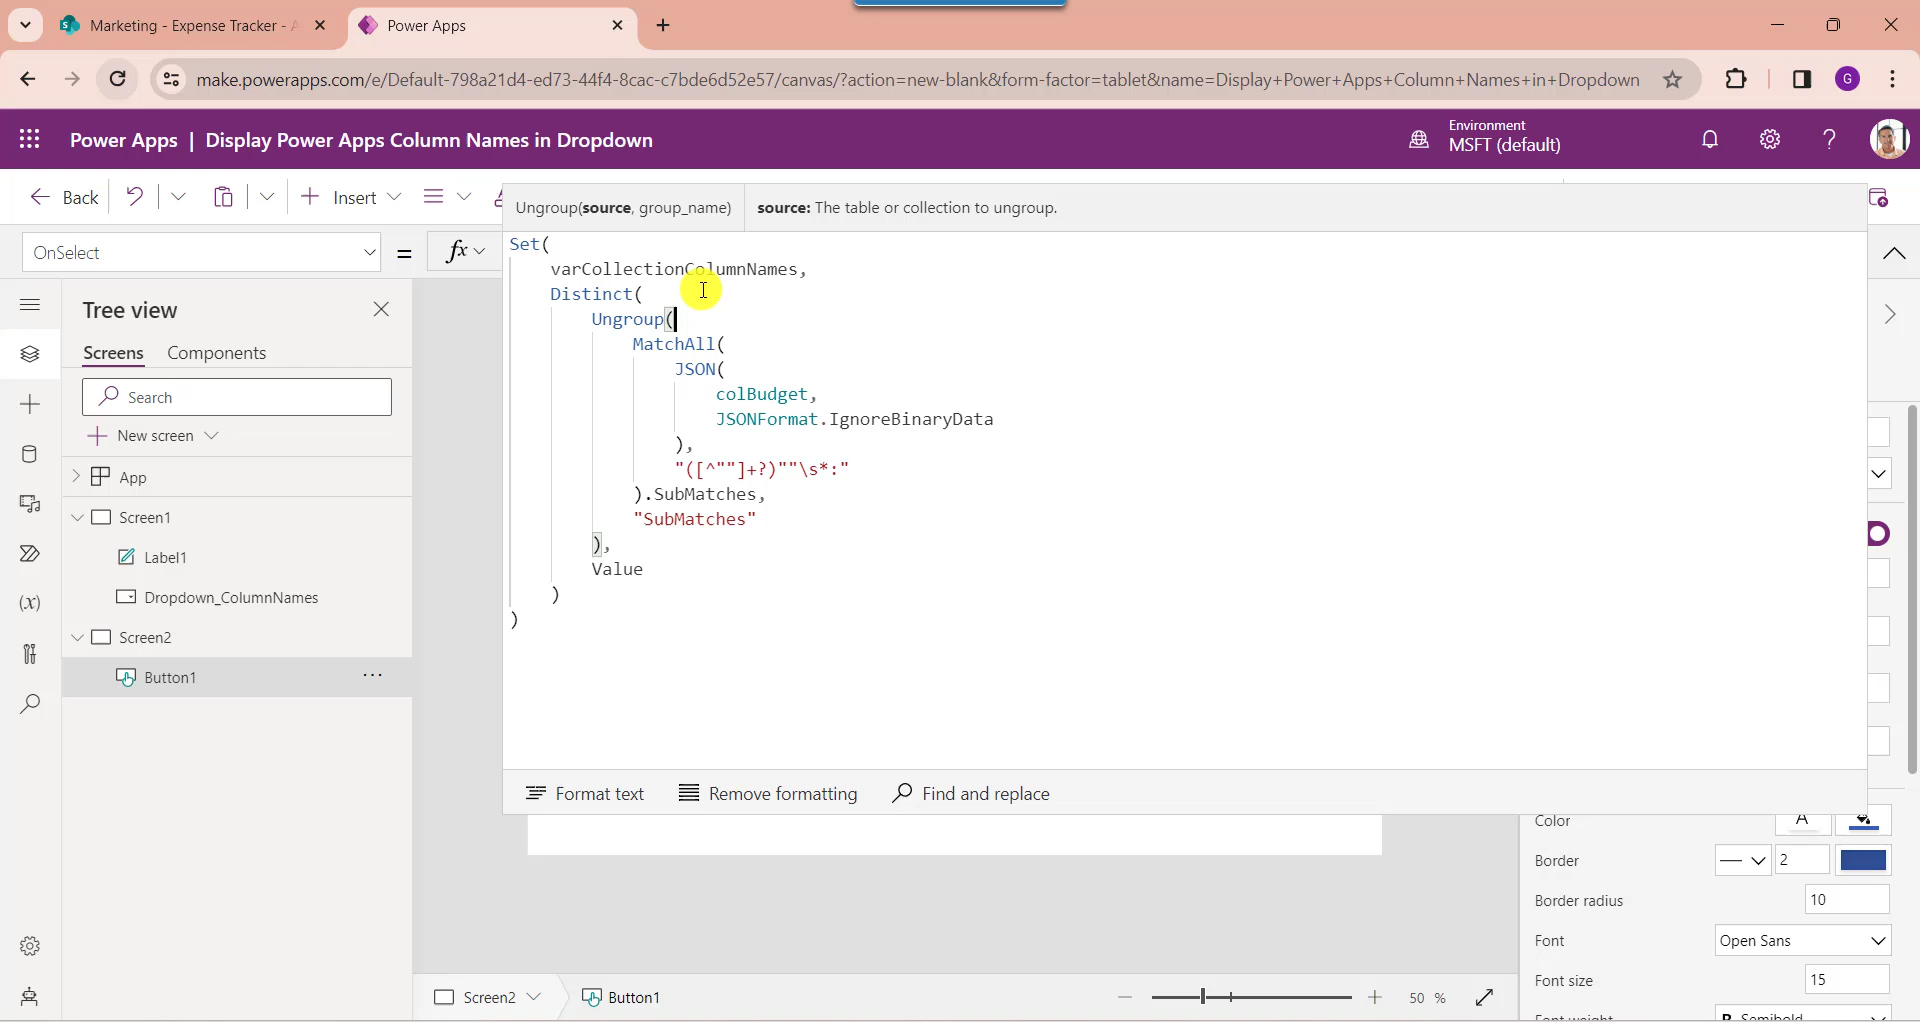 Marketing - Expense Tracker - A
Power Apps
make.powerapps.com/e/Default-798a21d4-ed73-44f4-8cac-c7bde6d52e57/canvas/?action=new-blank&form-factor=tablet&name=Display+Power+Apps+Column+Names+in+Dropdown
G
Power Apps | Display Power Apps Column Names in Dropdown
Environment
MSFT (default)
Back
Insert
Ungroup(source, group_name)
source: The table or collection to ungroup.
OnSelect
=
fx
Set(
varCollectionColumnNames,
Distinct(
Ungroup(
MatchAll(
JSON(
colBudget,
JSONFormat.IgnoreBinaryData
),
"([^""]+?)""\s*:"
).SubMatches,
"SubMatches"
),
Value
)
)
Tree view
Screens
Components
Search
New screen
App
Screen1
Label1
Dropdown_ColumnNames
Screen2
Button1
Format text
Remove formatting
Find and replace
Color
A
Border
2
Border radius
10
Font
Open Sans
Font size
15
Font weight
B Semibold
Screen2
Button1
50 %